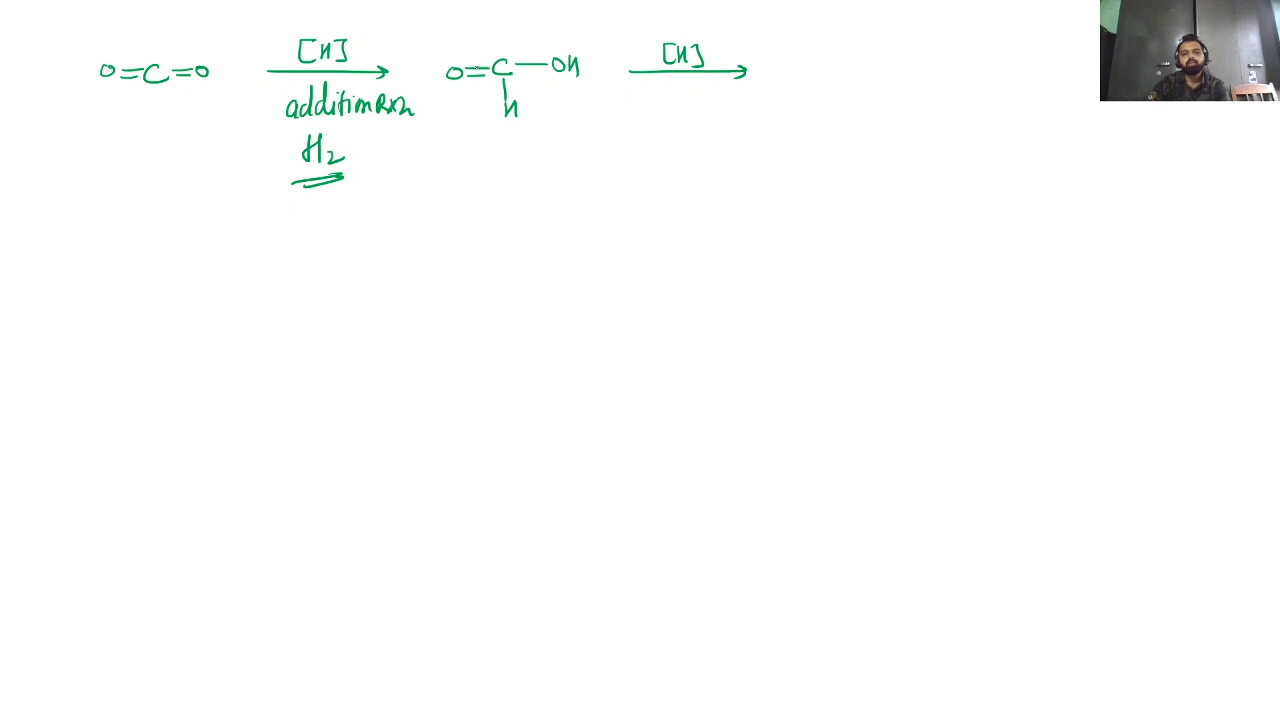 O=C=O [H] O=C—OH [H]
H
addition Rxn
H2